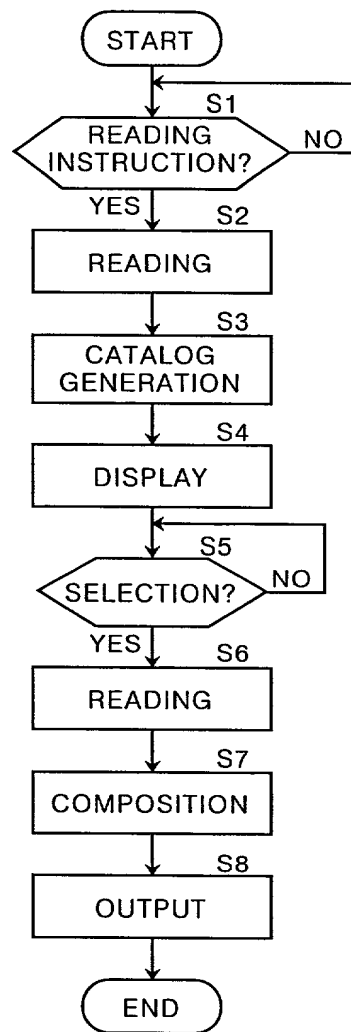 START
S1
READING
INSTRUCTION?
NO
YES
S2
READING
S3
CATALOG
GENERATION
S4
DISPLAY
S5
SELECTION?
NO
YES
S6
READING
S7
COMPOSITION
S8
OUTPUT
END